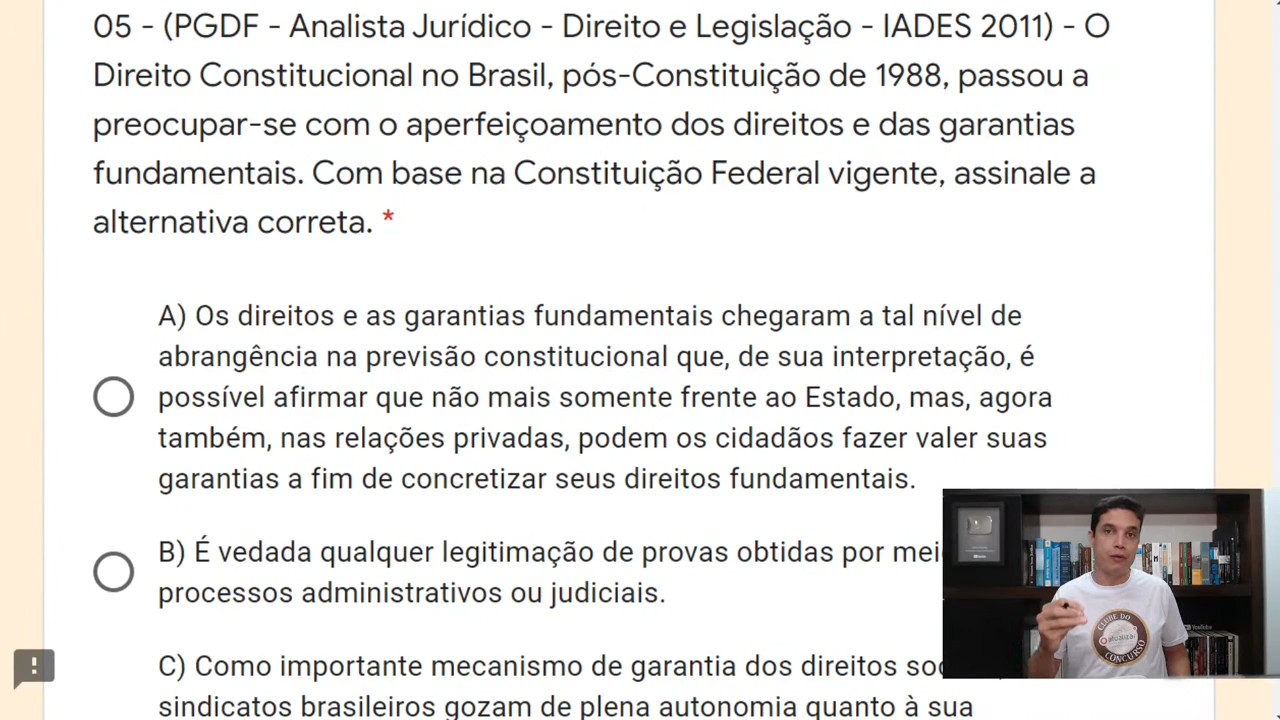 05 - (PGDF - Analista Jurídico - Direito e Legislação - IADES 2011) - O
Direito Constitucional no Brasil, pós-Constituição de 1988, passou a
preocupar-se com o aperfeiçoamento dos direitos e das garantias
fundamentais. Com base na Constituição Federal vigente, assinale a
alternativa correta. *
A) Os direitos e as garantias fundamentais chegaram a tal nível de
abrangência na previsão constitucional que, de sua interpretação, é
possível afirmar que não mais somente frente ao Estado, mas, agora
também, nas relações privadas, podem os cidadãos fazer valer suas
garantias a fim de concretizar seus direitos fundamentais.
B) É vedada qualquer legitimação de provas obtidas por
processos administrativos ou judiciais.
C) Como importante mecanismo de garantia dos direitos
sindicatos brasileiros gozam de plena autonomia quanto à sua
CLUBE DO
atualizac
CONCURSO
YouTube